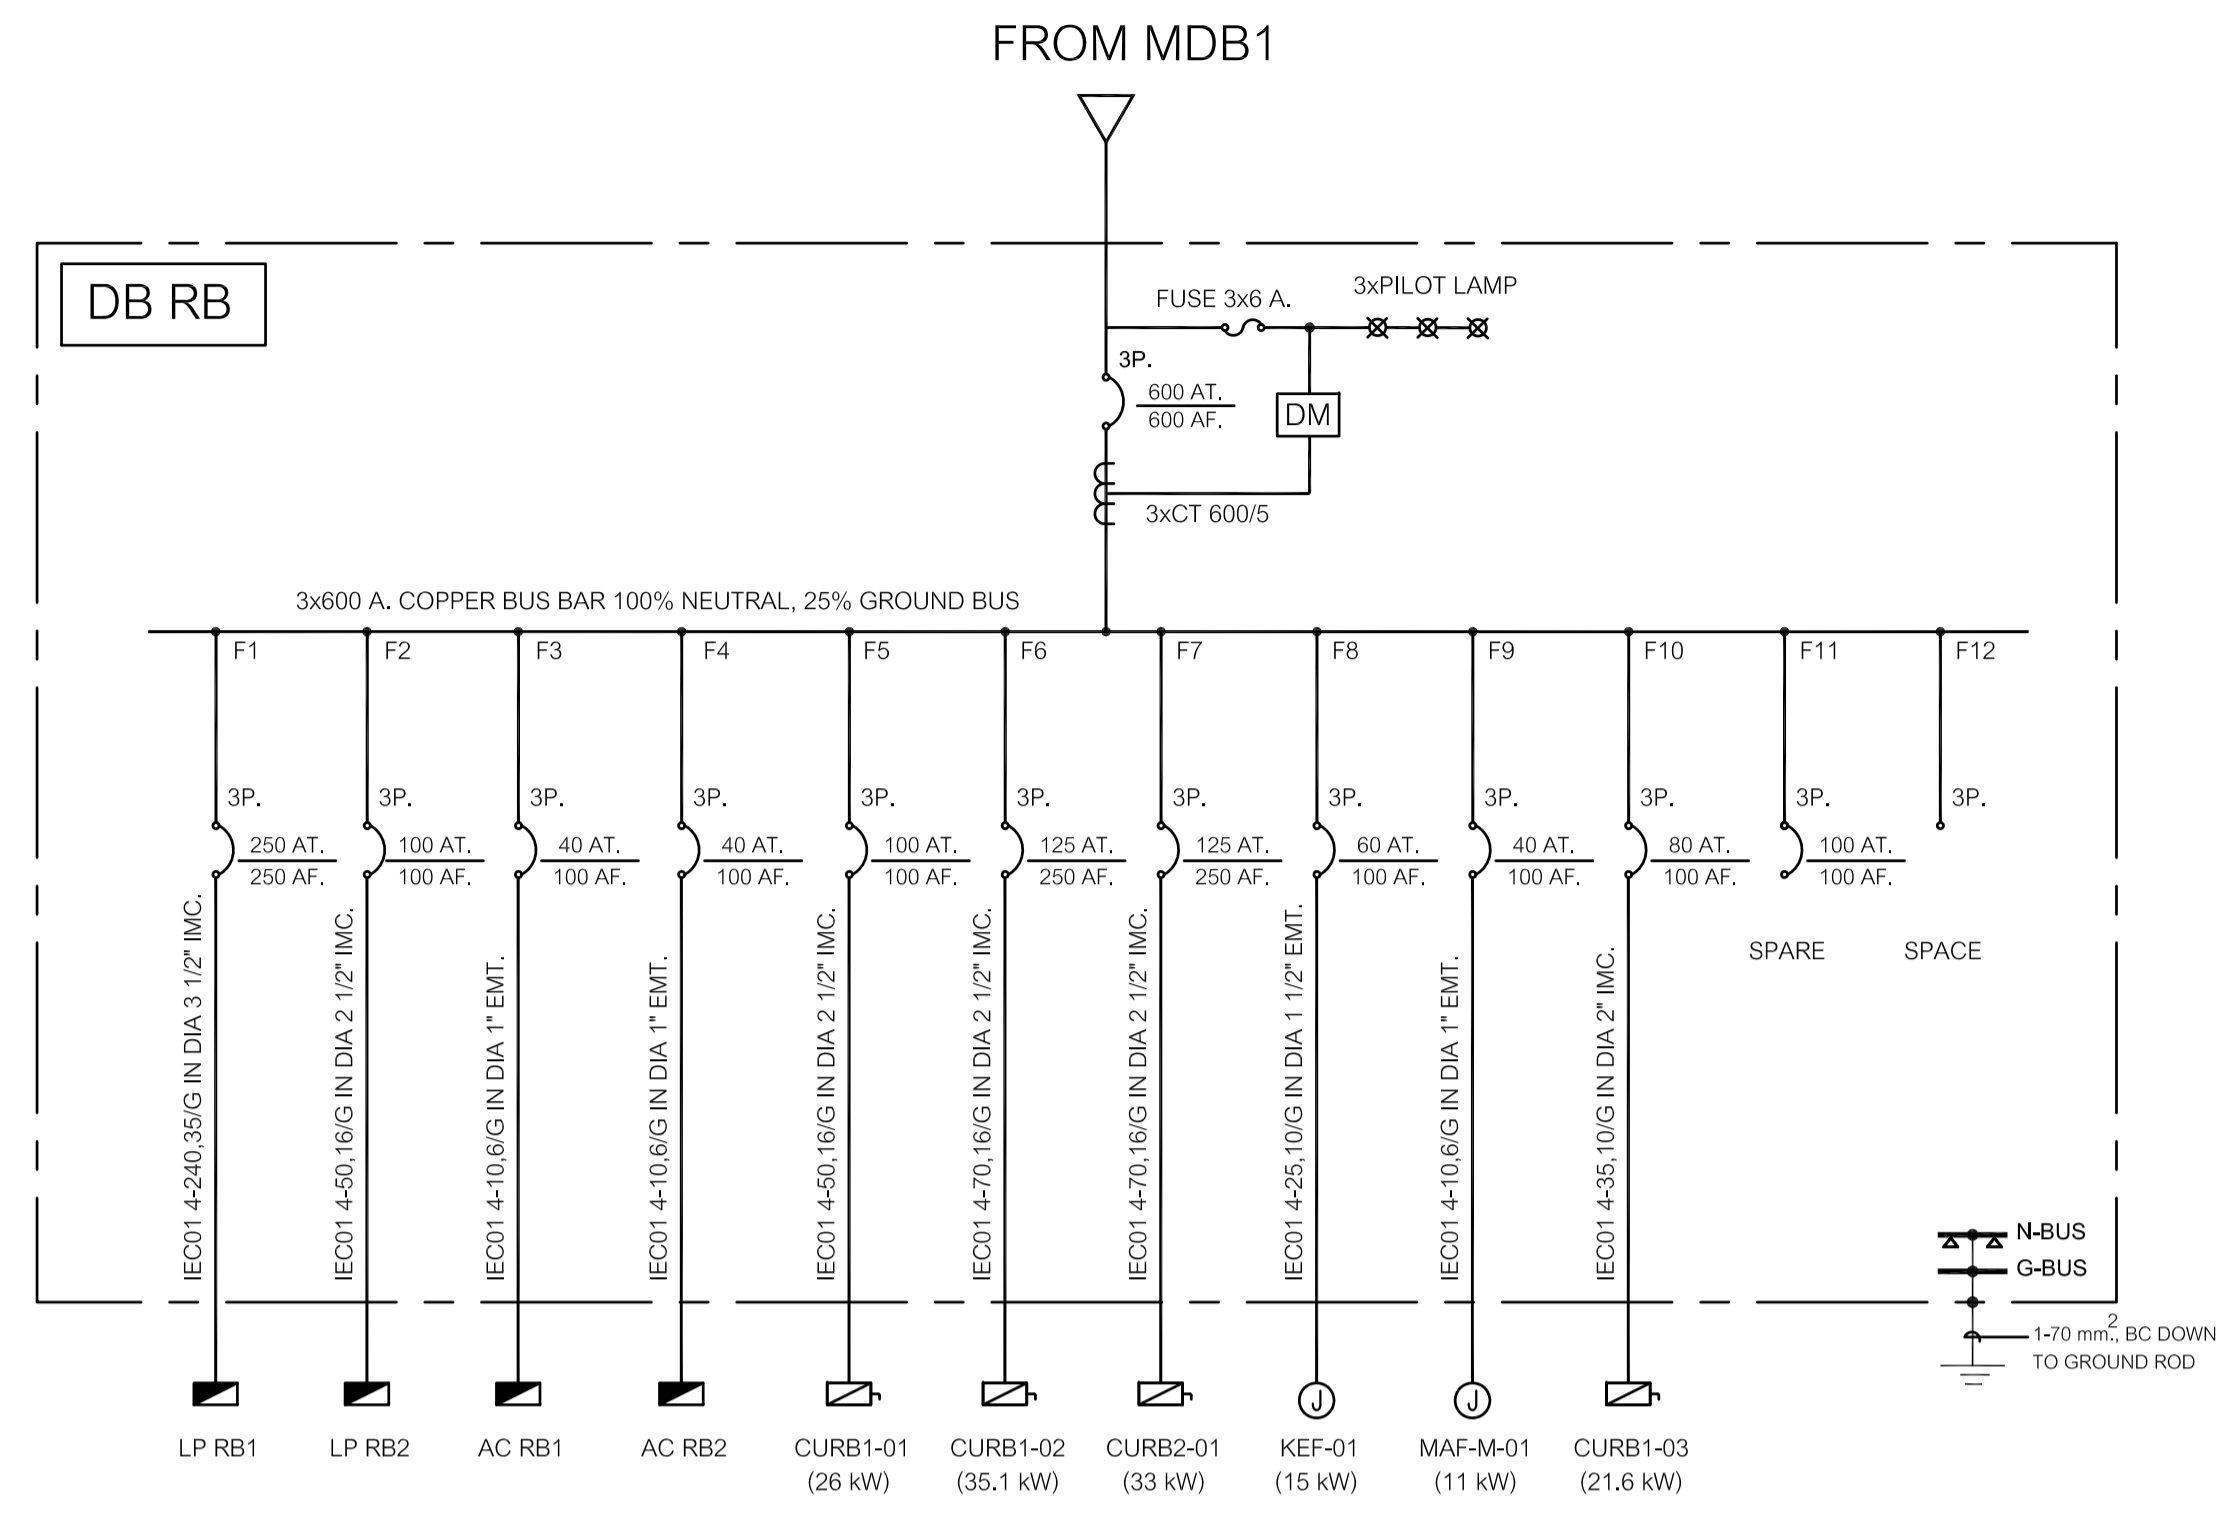 FROM MDB1
DB RB
FUSE 3x6 A.
3xPILOT LAMP
3P.
600 AT.
600 AF.
DM
3xCT 600/5
3x600 A. COPPER BUS BAR 100% NEUTRAL, 25% GROUND BUS
F1
F2
F3
F4
F5
F6
F7
F8
F9
F10
F11
F12
3P.
3P.
3P.
3P.
3P.
3P.
3P.
3P.
3P.
3P.
3P.
3P.
250 AT.
250 AF.
100 AT.
100 AF.
40 AT.
100 AF.
40 AT.
100 AF.
100 AT.
100 AF.
125 AT.
250 AF.
125 AT.
250 AF.
60 AT.
100 AF.
40 AT.
100 AF.
80 AT.
100 AF.
100 AT.
100 AF.
IEC01 4-240,35/G IN DIA 3 1/2" IMC.
IEC01 4-50,16/G IN DIA 2 1/2" IMC.
IEC01 4-10,6/G IN DIA 1" EMT.
IEC01 4-10,6/G IN DIA 1" EMT.
IEC01 4-50,16/G IN DIA 2 1/2" IMC.
IEC01 4-70,16/G IN DIA 2 1/2" IMC.
IEC01 4-70,16/G IN DIA 2 1/2" IMC.
IEC01 4-25,10/G IN DIA 1 1/2" EMT.
IEC01 4-10,6/G IN DIA 1" EMT.
IEC01 4-35,10/G IN DIA 2" IMC.
SPARE
SPACE
N-BUS
G-BUS
1-70 mm.², BC DOWN
TO GROUND ROD
J
J
LP RB1
LP RB2
AC RB1
AC RB2
CURB1-01
(26 kW)
CURB1-02
(35.1 kW)
CURB2-01
(33 kW)
KEF-01
(15 kW)
MAF-M-01
(11 kW)
CURB1-03
(21.6 kW)